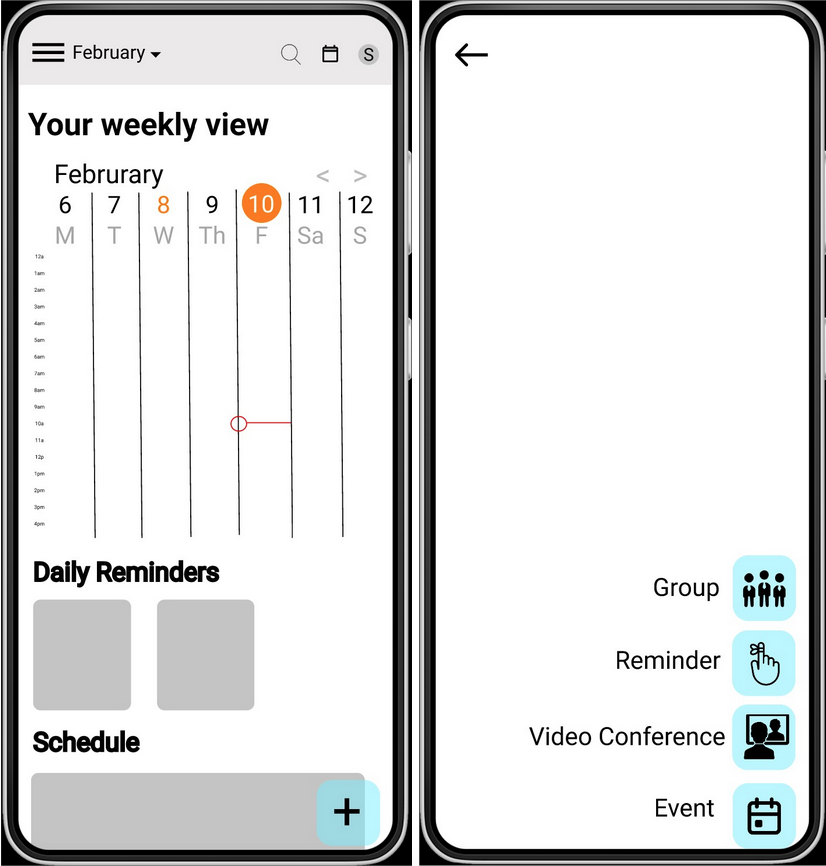 February
S
Your weekly view
Februrary
< >
6 7 8 9 10 11 12
M T W Th F Sa S
12a
1am
2am
3am
4am
5am
6am
7am
8am
9am
10a
11a
12p
1pm
2pm
3pm
4pm
Daily Reminders
Schedule
+
Group
Reminder
Video Conference
Event